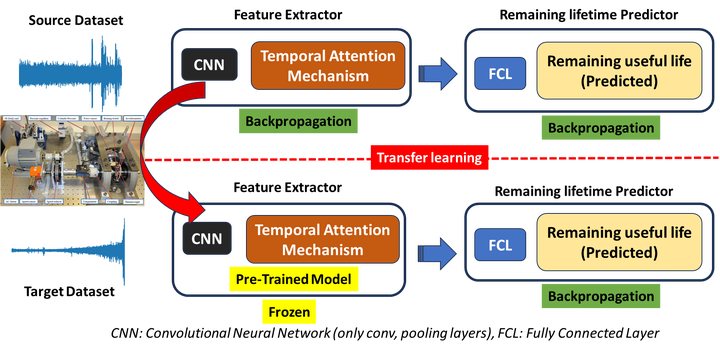 Source Dataset
Feature Extractor
Remaining lifetime Predictor
CNN
Temporal Attention
Mechanism
FCL
Remaining useful life
(Predicted)
Backpropagation
Backpropagation
Transfer learning
Feature Extractor
Remaining lifetime Predictor
CNN
Temporal Attention
Mechanism
Pre-Trained Model
FCL
Remaining useful life
(Predicted)
Target Dataset
Frozen
Backpropagation
CNN: Convolutional Neural Network (only conv, pooling layers), FCL: Fully Connected Layer